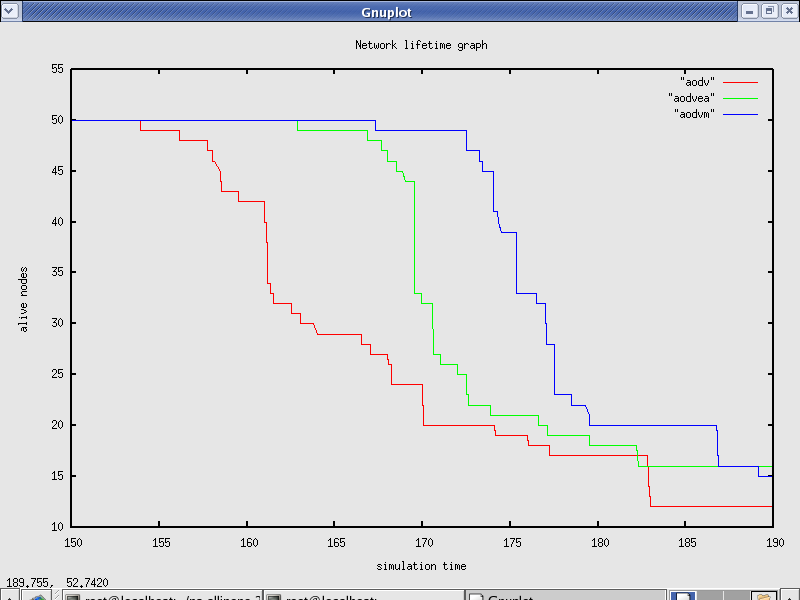 Gnuplot
Network lifetime graph
55
50
45
40
35
30
25
20
15
10
alive nodes
"aodv"
"aodvea"
"aodvm"
150 155 160 165 170 175 180 185 190
simulation time
189.755, 52.7420
Gnuplot